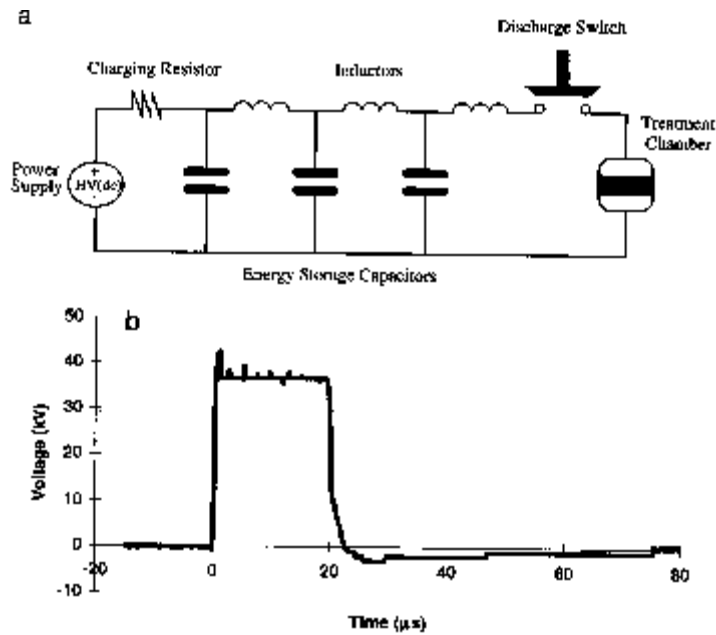 a
Discharge Switch
Charging Resistor
Inductors
Treatment
Chamber
Power
Supply
+
HV(dc)
-
Energy Storage Capacitors
b
50
40
30
20
10
0
-10
Voltage (kV)
-20
0
20
40
60
80
Time (µs)